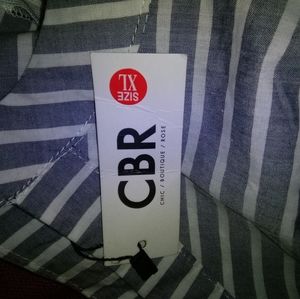 SIZE
XL
CBR
CHIC / BOUTIQUE / ROSE